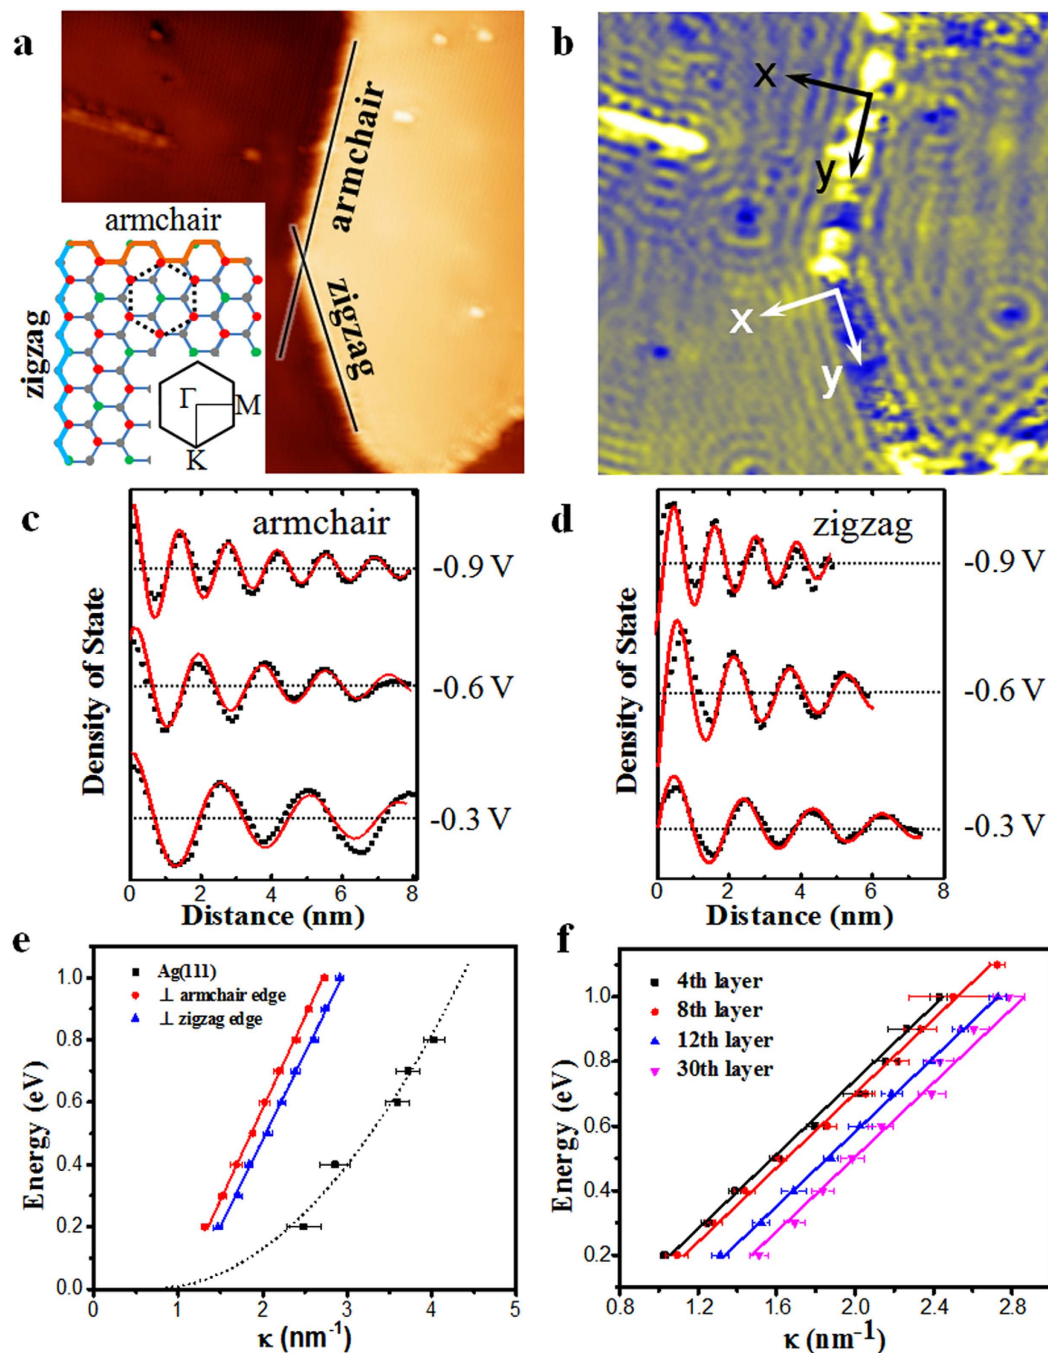 a
armchair
zigzag
armchair
zigzag
Γ
M
K
b
x
y
x
y
c
armchair
-0.9 V
-0.6 V
-0.3 V
Density of State
0 2 4 6 8
Distance (nm)
d
zigzag
-0.9 V
-0.6 V
-0.3 V
Density of State
0 2 4 6 8
Distance (nm)
e
Ag(111)
⊥ armchair edge
⊥ zigzag edge
1.0
0.8
0.6
0.4
0.2
0.0
Energy (eV)
0 1 2 3 4 5
κ (nm-1)
f
4th layer
8th layer
12th layer
30th layer
1.0
0.8
0.6
0.4
0.2
Energy (eV)
0.8 1.2 1.6 2.0 2.4 2.8
κ (nm-1)